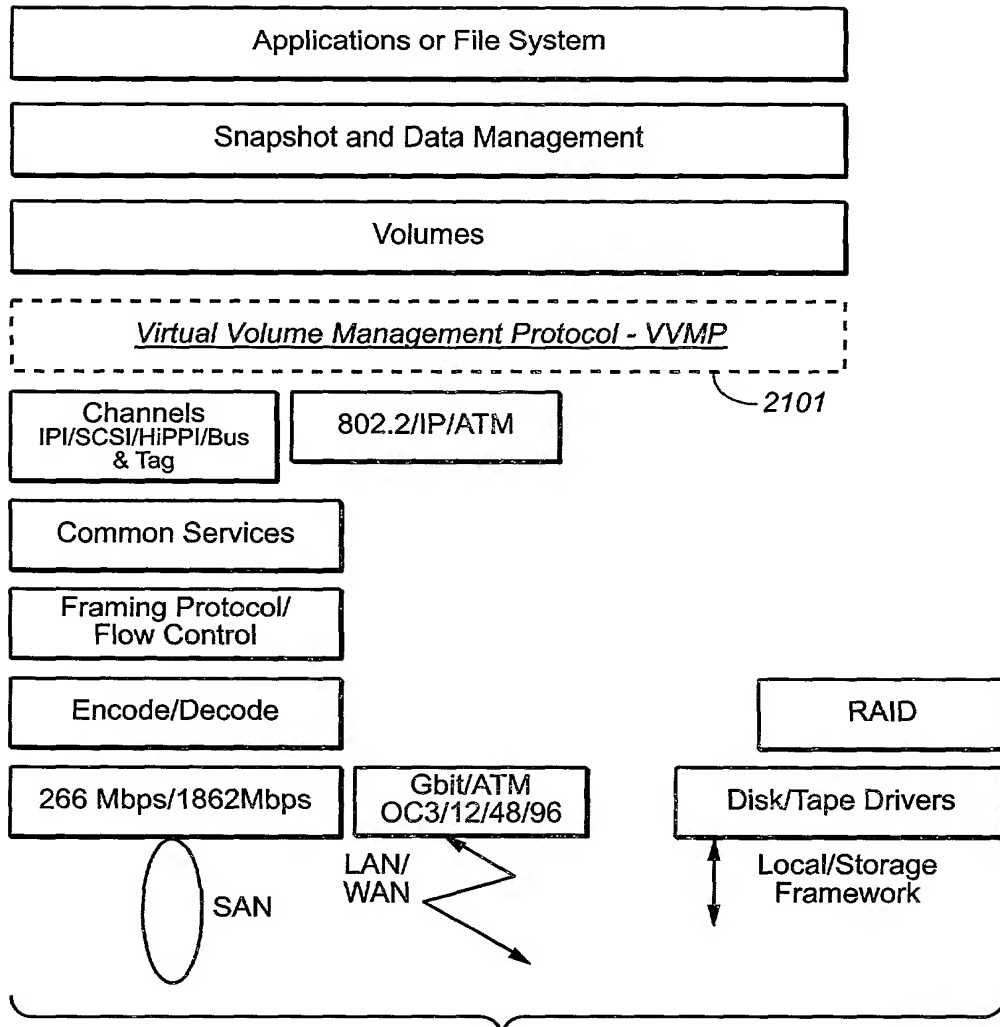 Applications or File System
Snapshot and Data Management
Volumes
Virtual Volume Management Protocol - VVMP
2101
Channels
IPI/SCSI/HiPPI/Bus
& Tag
802.2/IP/ATM
Common Services
Framing Protocol/
Flow Control
Encode/Decode
RAID
266 Mbps/1862Mbps
Gbit/ATM
OC3/12/48/96
Disk/Tape Drivers
SAN
LAN/
WAN
Local/Storage
Framework